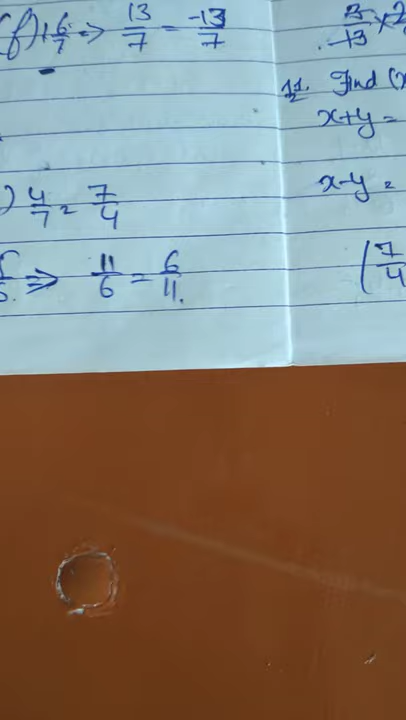 f) 1 6/7 => 13/7 = -13/7
) 4/7 = 7/4
=> 11/6 = 6/11.
-13 × 2
11. Find (x
x+y =
x-y =
(7/4